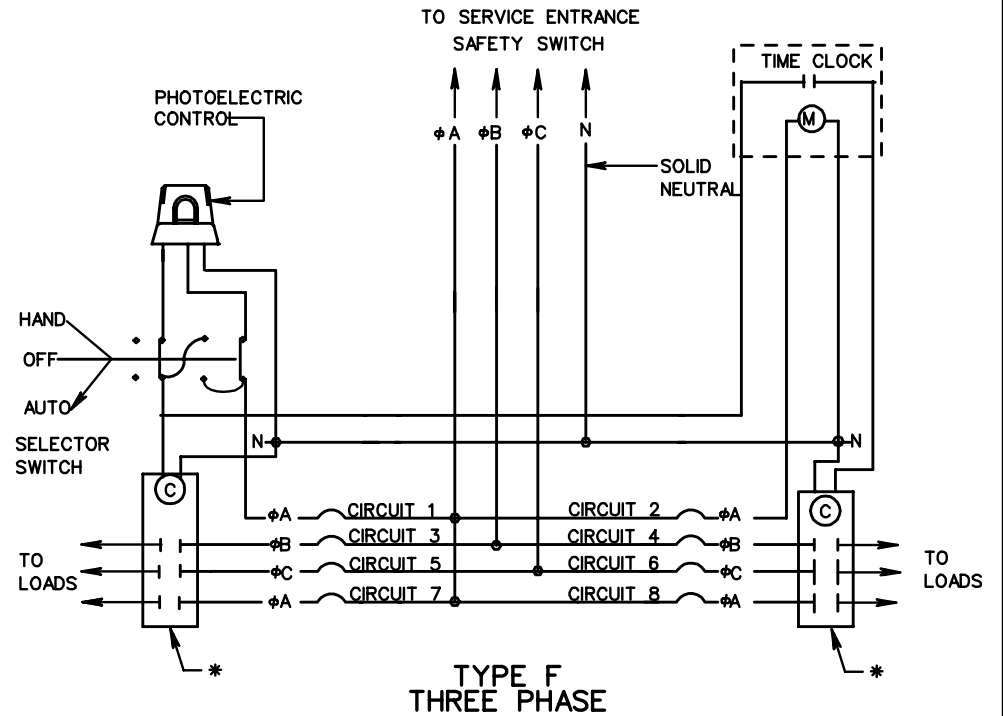 TO SERVICE ENTRANCE
SAFETY SWITCH
TIME CLOCK
PHOTOELECTRIC
CONTROL
M
φA φB φC N
SOLID
NEUTRAL
HAND
OFF
AUTO
SELECTOR
SWITCH
N
N
C
C
φA CIRCUIT 1 CIRCUIT 2 φA
φB CIRCUIT 3 CIRCUIT 4 φB
φC CIRCUIT 5 CIRCUIT 6 φC
φA CIRCUIT 7 CIRCUIT 8 φA
TO
LOADS
TO
LOADS
*
*
TYPE F
THREE PHASE